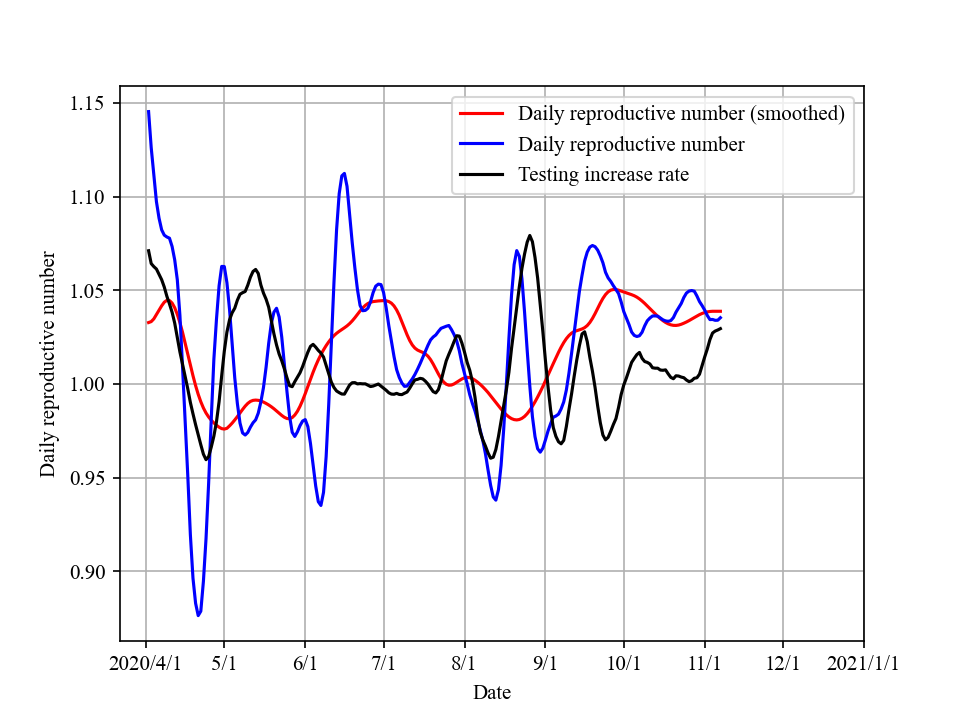 Daily reproductive number (smoothed)
Daily reproductive number
Testing increase rate
Daily reproductive number
1.15
1.10
1.05
1.00
0.95
0.90
2020/4/1 5/1 6/1 7/1 8/1 9/1 10/1 11/1 12/1 2021/1/1
Date